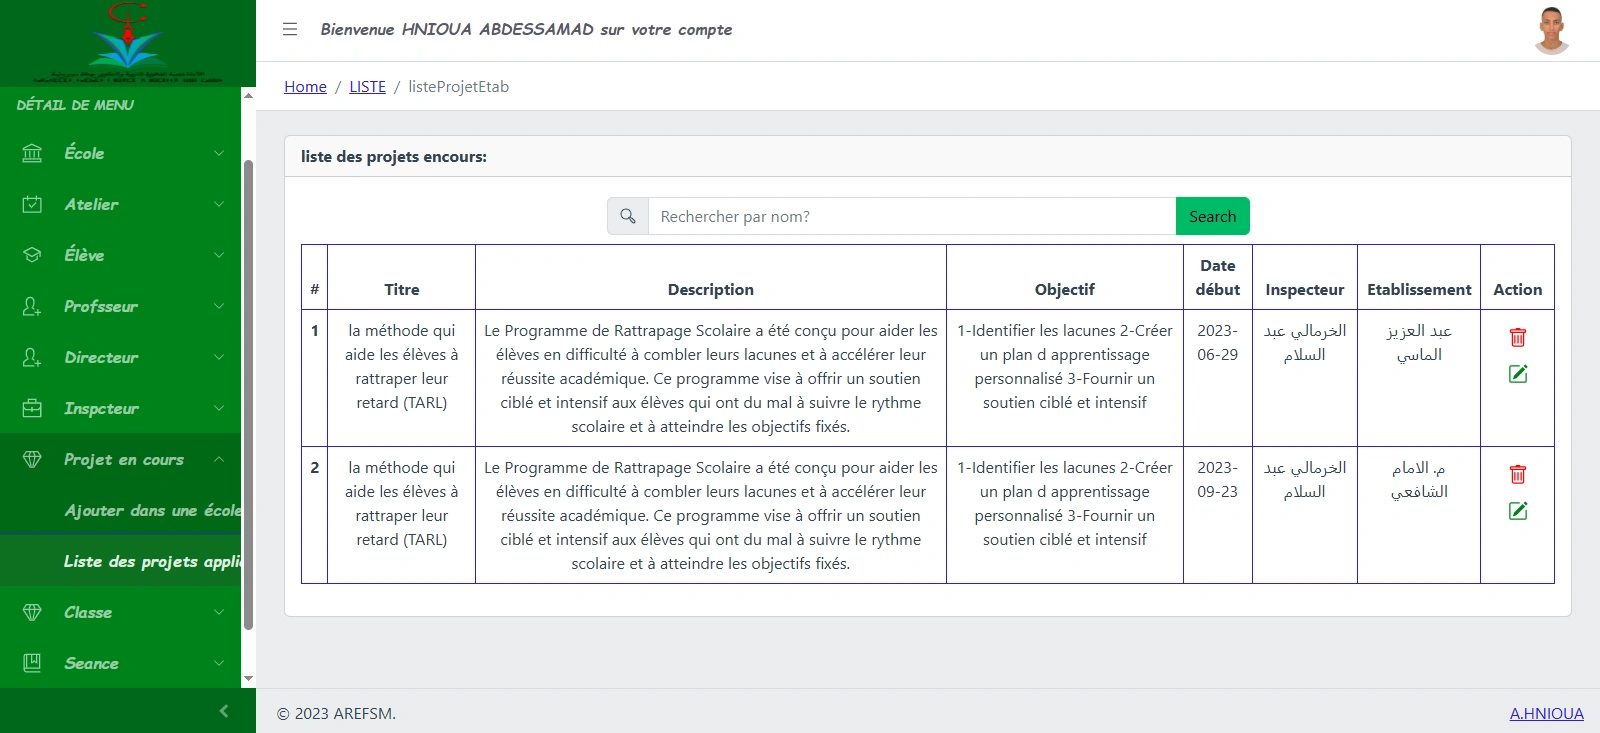 Bienvenue HNIOUA ABDESSAMAD sur votre compte
Home / LISTE / listeProjetEtab
DÉTAIL DE MENU
École
Atelier
Élève
Profsseur
Directeur
Inspcteur
Projet en cours
Ajouter dans une école
Liste des projets appli
Classe
Seance
liste des projets encours:
Rechercher par nom?
Search
# Titre Description Objectif Date début Inspecteur Etablissement Action
1
la méthode qui
aide les élèves à
rattraper leur
retard (TARL)
Le Programme de Rattrapage Scolaire a été conçu pour aider les
élèves en difficulté à combler leurs lacunes et à accélérer leur
réussite académique. Ce programme vise à offrir un soutien
ciblé et intensif aux élèves qui ont du mal à suivre le rythme
scolaire et à atteindre les objectifs fixés.
1-Identifier les lacunes 2-Créer
un plan d apprentissage
personnalisé 3-Fournir un
soutien ciblé et intensif
2023-
06-29
الخرمالي عبد
السلام
عبد العزيز
الماسي
2
la méthode qui
aide les élèves à
rattraper leur
retard (TARL)
Le Programme de Rattrapage Scolaire a été conçu pour aider les
élèves en difficulté à combler leurs lacunes et à accélérer leur
réussite académique. Ce programme vise à offrir un soutien
ciblé et intensif aux élèves qui ont du mal à suivre le rythme
scolaire et à atteindre les objectifs fixés.
1-Identifier les lacunes 2-Créer
un plan d apprentissage
personnalisé 3-Fournir un
soutien ciblé et intensif
2023-
09-23
الخرمالي عبد
السلام
م. الامام
الشافعي
© 2023 AREFSM.
A.HNIOUA